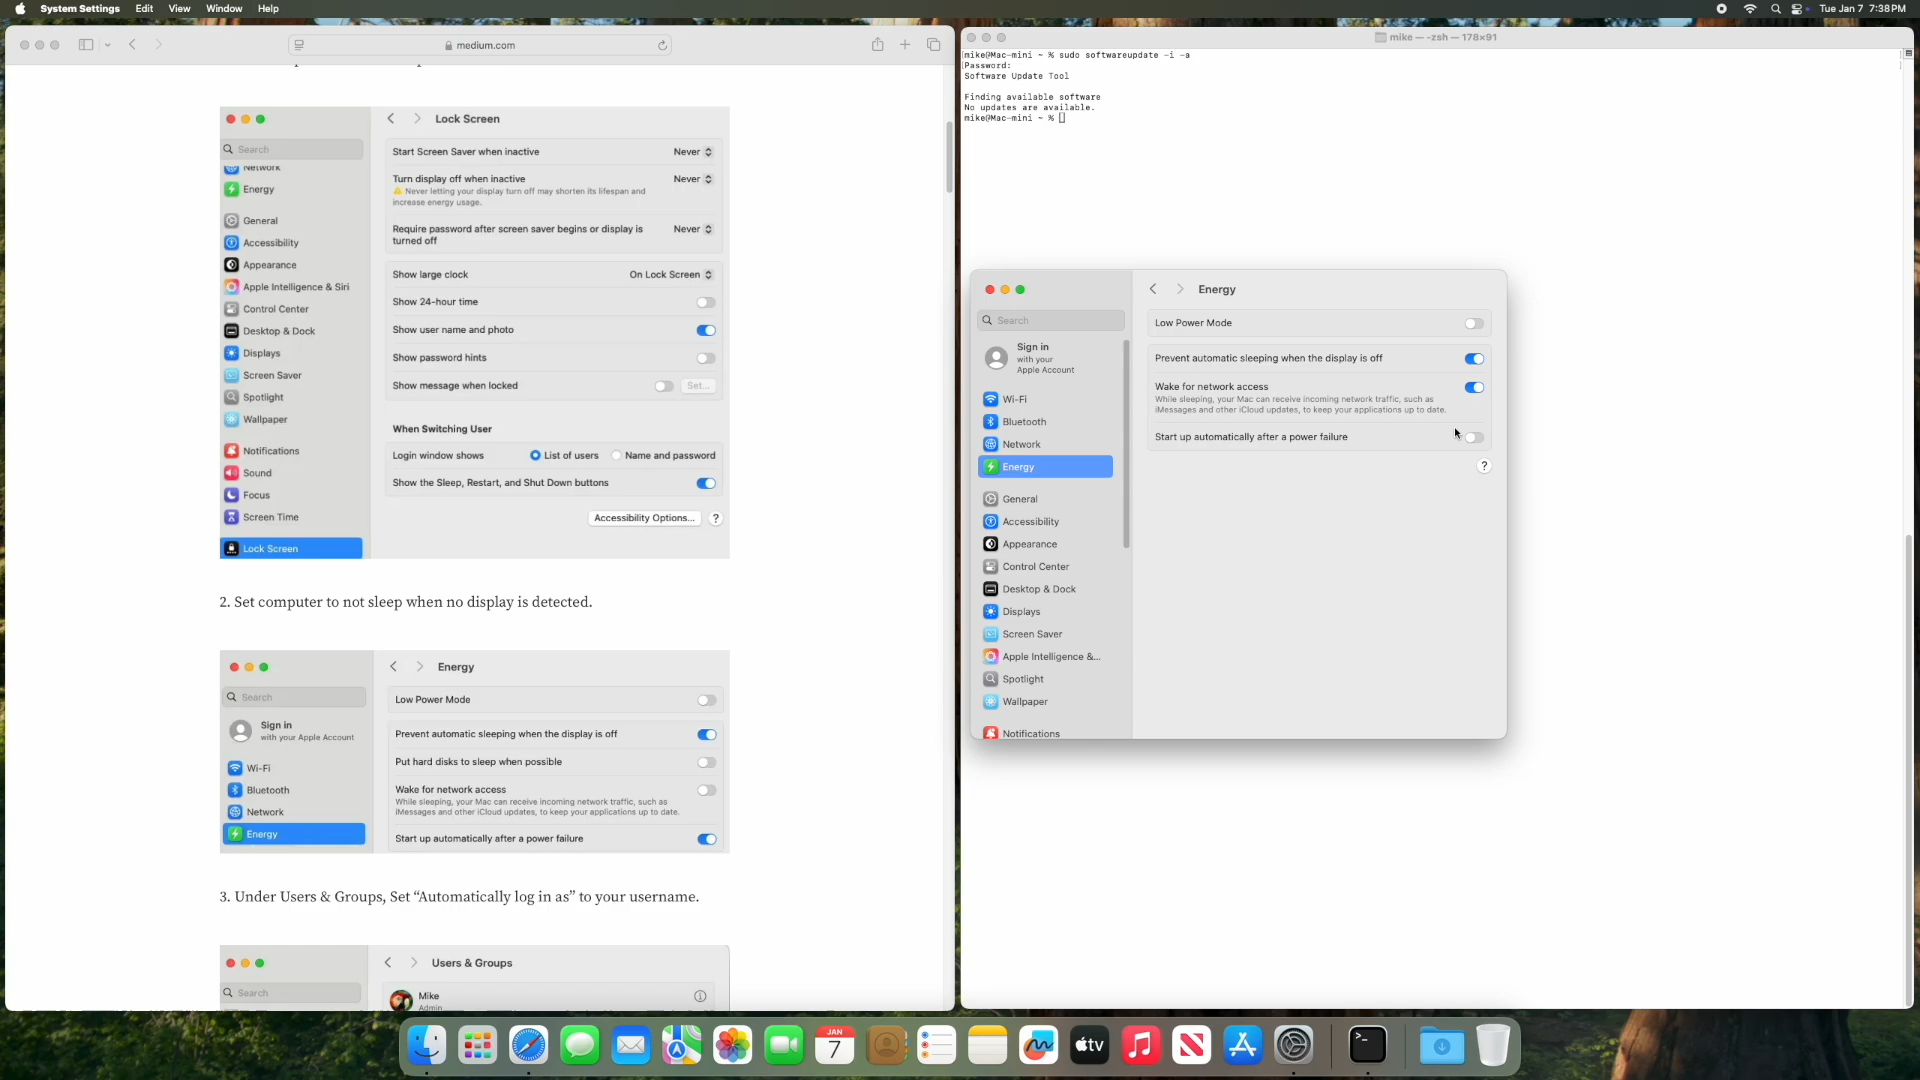 System Settings Edit View Window Help
Tue Jan 7 7:38 PM
medium.com
Lock Screen
Search
Network
Energy
General
Accessibility
Appearance
Apple Intelligence & Siri
Control Center
Desktop & Dock
Displays
Screen Saver
Spotlight
Wallpaper
Notifications
Sound
Focus
Screen Time
Lock Screen
Start Screen Saver when inactive Never
Turn display off when inactive Never
Never letting your display turn off may shorten its lifespan and
increase energy usage.
Require password after screen saver begins or display is Never
turned off
Show large clock On Lock Screen
Show 24-hour time
Show user name and photo
Show password hints
Show message when locked Set...
When Switching User
Login window shows List of users Name and password
Show the Sleep, Restart, and Shut Down buttons
Accessibility Options... ?
2. Set computer to not sleep when no display is detected.
Energy
Search
Sign in
with your Apple Account
Wi-Fi
Bluetooth
Network
Energy
Low Power Mode
Prevent automatic sleeping when the display is off
Put hard disks to sleep when possible
Wake for network access
While sleeping, your Mac can receive incoming network traffic, such as
iMessages and other iCloud updates, to keep your applications up to date.
Start up automatically after a power failure
3. Under Users & Groups, Set “Automatically log in as” to your username.
Users & Groups
Search
Mike
Admin
mike — -zsh — 178×91
mike@Mac-mini ~ % sudo softwareupdate -i -a
Password:
Software Update Tool
Finding available software
No updates are available.
mike@Mac-mini ~ %
Energy
Search
Sign in
with your
Apple Account
Wi-Fi
Bluetooth
Network
Energy
General
Accessibility
Appearance
Control Center
Desktop & Dock
Displays
Screen Saver
Apple Intelligence &...
Spotlight
Wallpaper
Notifications
Low Power Mode
Prevent automatic sleeping when the display is off
Wake for network access
While sleeping, your Mac can receive incoming network traffic, such as
iMessages and other iCloud updates, to keep your applications up to date.
Start up automatically after a power failure
?
JAN
7
tv
>_